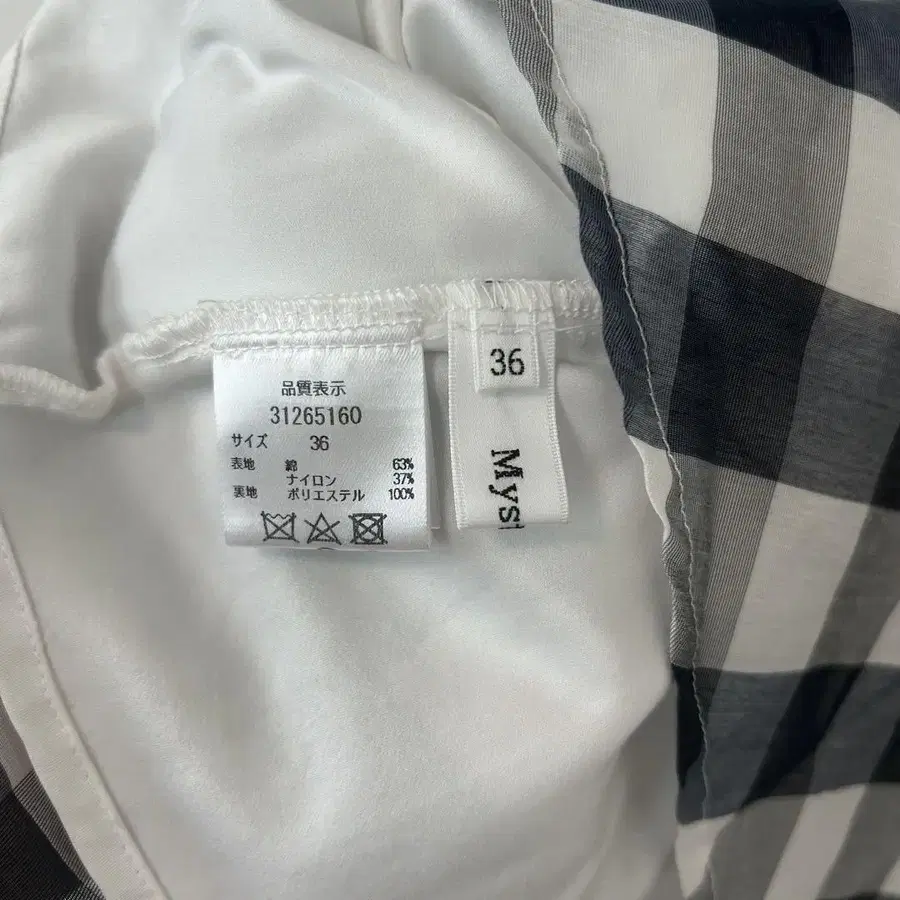 品質表示
31265160
サイズ 36
表地 綿 63%
ナイロン 37%
裏地 ポリエステル 100%
36
Myst